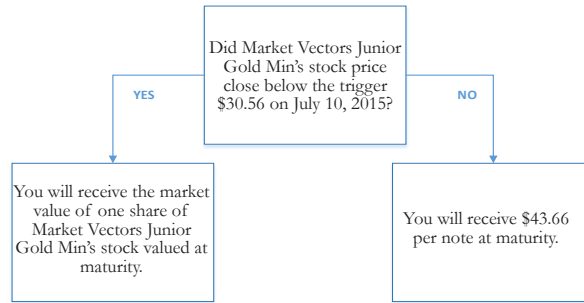 Did Market Vectors Junior
Gold Min's stock price
close below the trigger
$30.56 on July 10, 2015?
YES
NO
You will receive the market
value of one share of
Market Vectors Junior
Gold Min's stock valued at
maturity.
You will receive $43.66
per note at maturity.